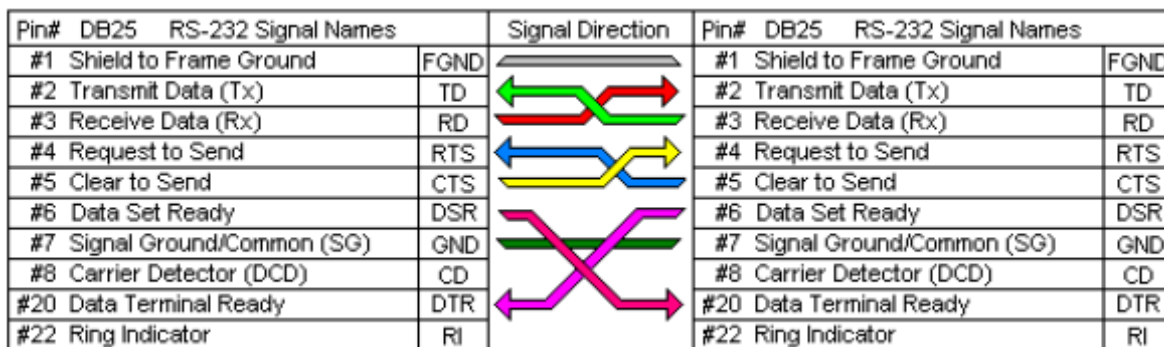 Pin# DB25 RS-232 Signal Names Signal Direction Pin# DB25 RS-232 Signal Names
#1 Shield to Frame Ground FGND #1 Shield to Frame Ground FGND
#2 Transmit Data (Tx) TD #2 Transmit Data (Tx) TD
#3 Receive Data (Rx) RD #3 Receive Data (Rx) RD
#4 Request to Send RTS #4 Request to Send RTS
#5 Clear to Send CTS #5 Clear to Send CTS
#6 Data Set Ready DSR #6 Data Set Ready DSR
#7 Signal Ground/Common (SG) GND #7 Signal Ground/Common (SG) GND
#8 Carrier Detector (DCD) CD #8 Carrier Detector (DCD) CD
#20 Data Terminal Ready DTR #20 Data Terminal Ready DTR
#22 Ring Indicator RI #22 Ring Indicator RI